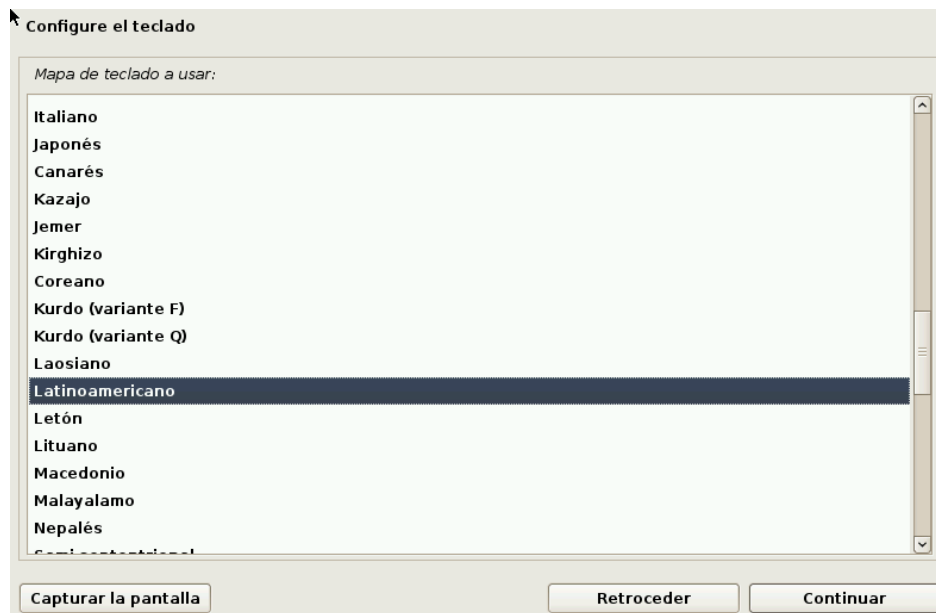 Configure el teclado
Mapa de teclado a usar:
Italiano
Japonés
Canarés
Kazajo
Jemer
Kirghizo
Coreano
Kurdo (variante F)
Kurdo (variante Q)
Laosiano
Latinoamericano
Letón
Lituano
Macedonio
Malayalamo
Nepalés
Capturar la pantalla
Retroceder
Continuar